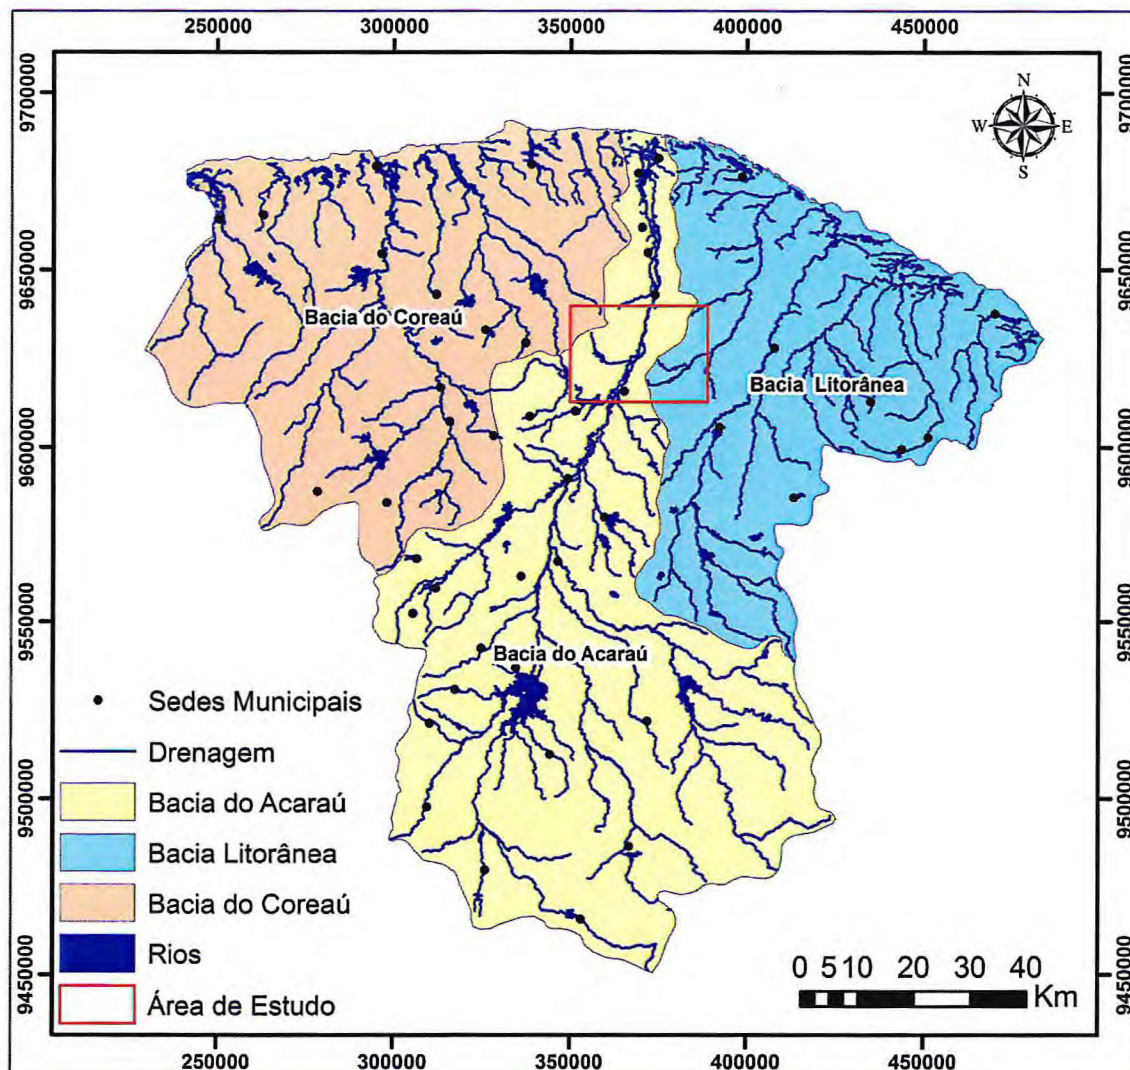 250000 300000 350000 400000 450000
9700000
9700000
N
W E
S
9650000
9650000
Bacia do Coreaú
Bacia Litorânea
9600000
9600000
9550000
9550000
Bacia do Acaraú
Sedes Municipais
Drenagem
Bacia do Acaraú
9500000
9500000
Bacia Litorânea
Bacia do Coreaú
Rios
9450000
9450000
0 5 10 20 30 40
Km
Área de Estudo
250000 300000 350000 400000 450000